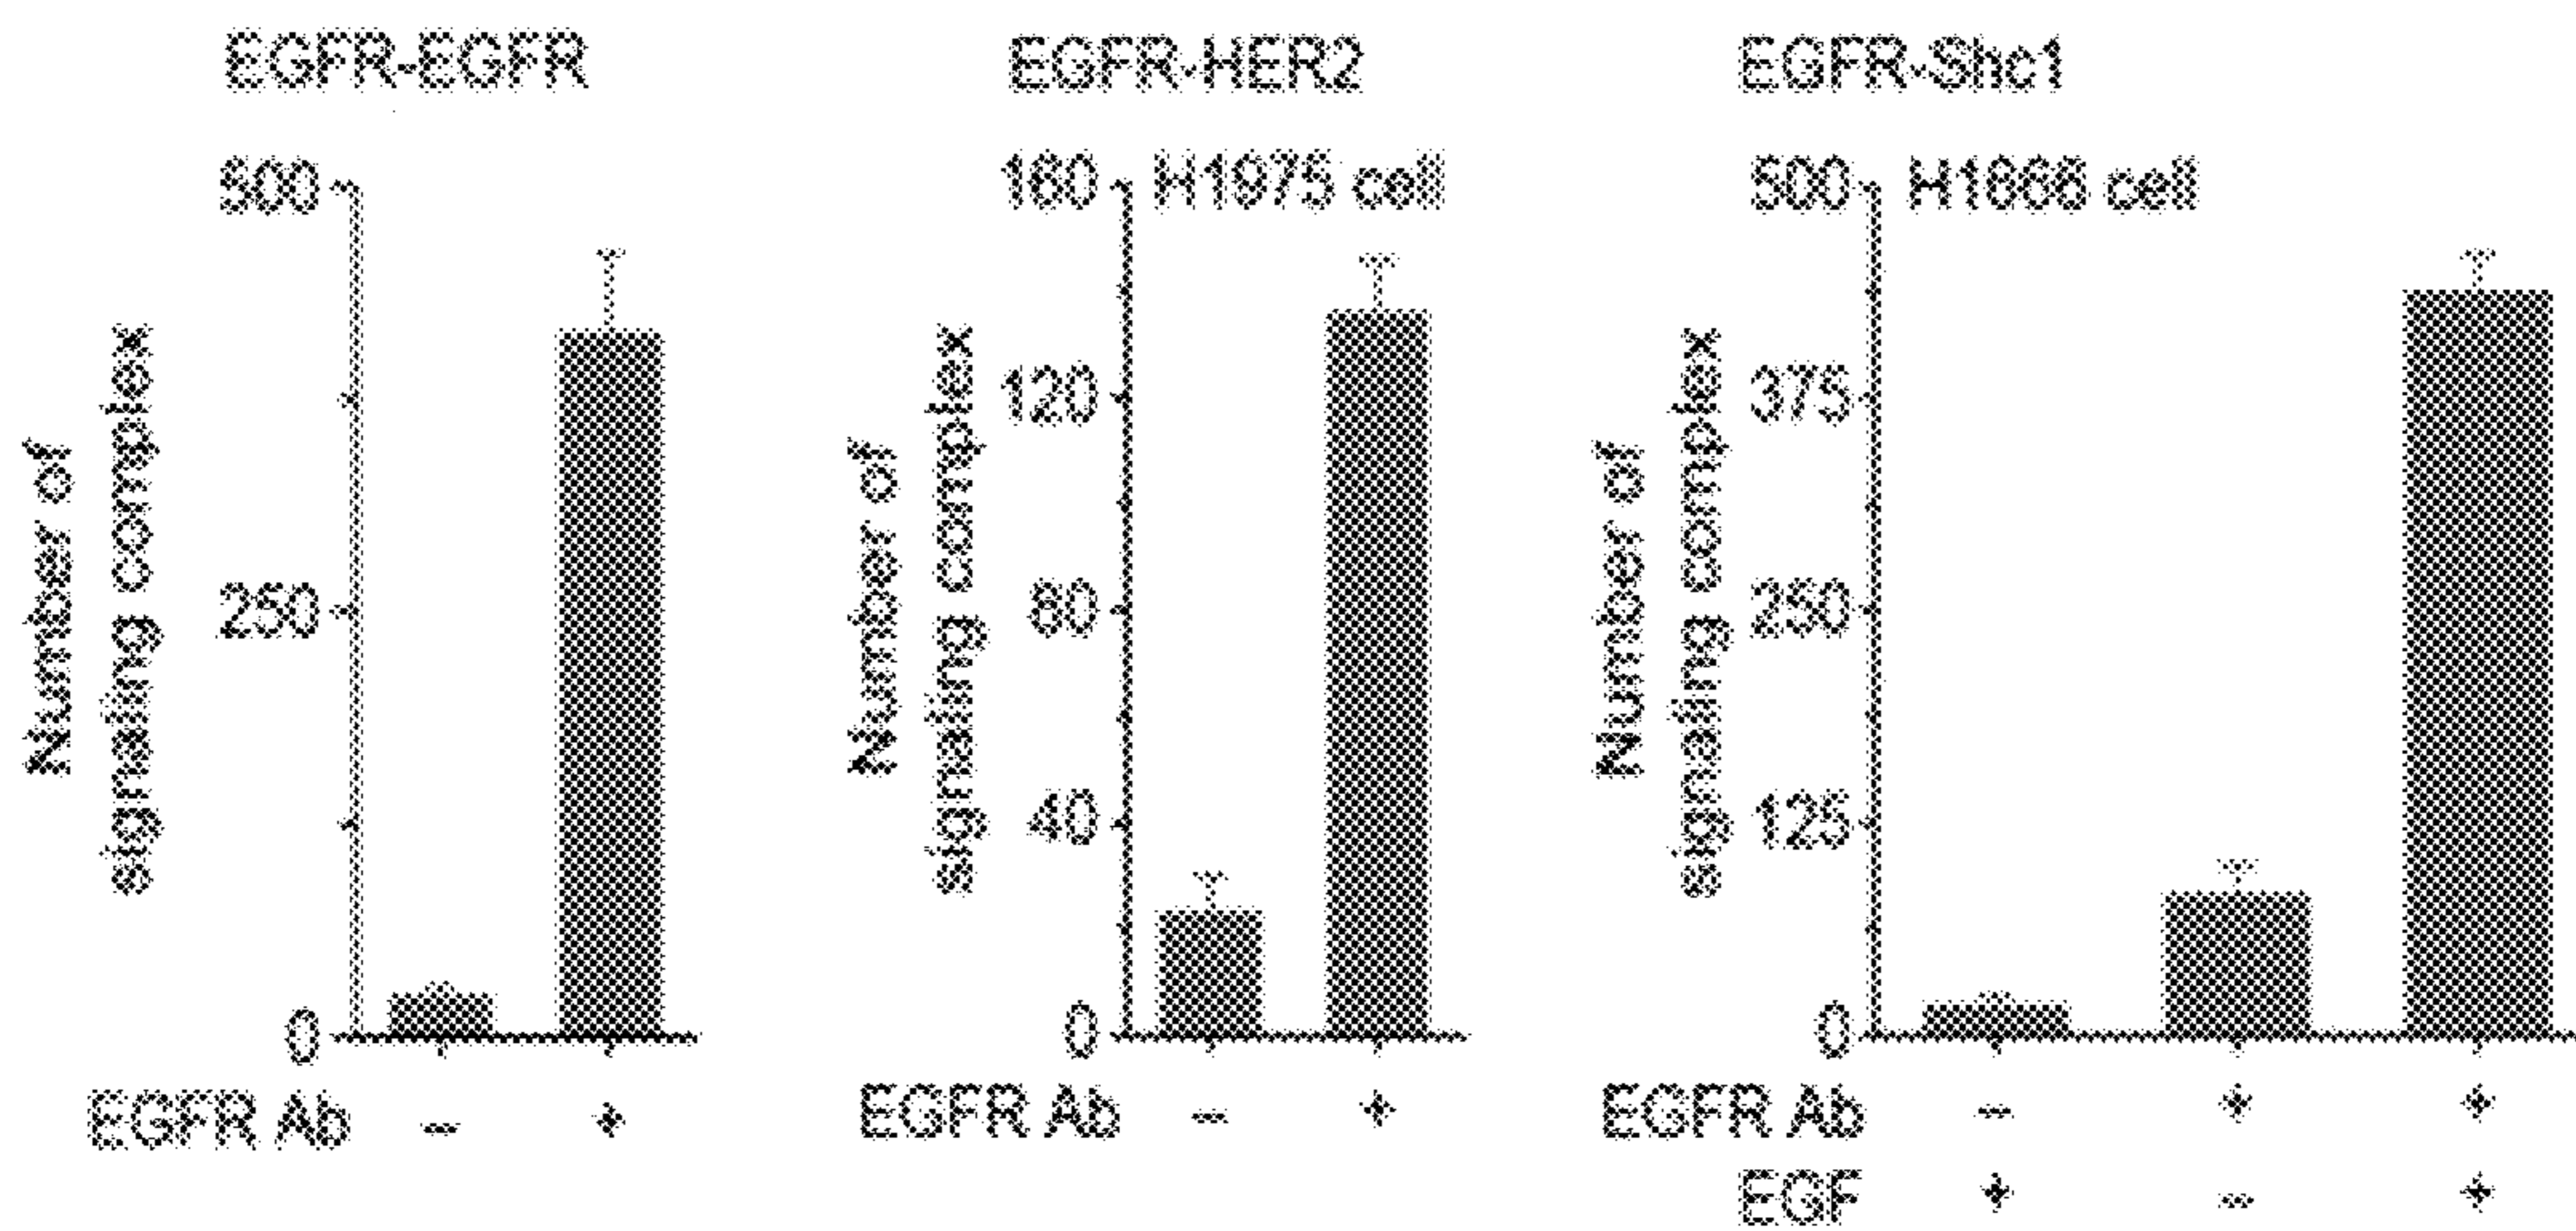 EGFR-EGFR
Number of
signaling complex
500
250
0
EGFR Ab - +
EGFR-HER2
H1975 cell
Number of
signaling complex
160
120
80
40
0
EGFR Ab - +
EGFR-Shc1
H1666 cell
Number of
signaling complex
500
375
250
125
0
EGFR Ab - + +
EGF + - +